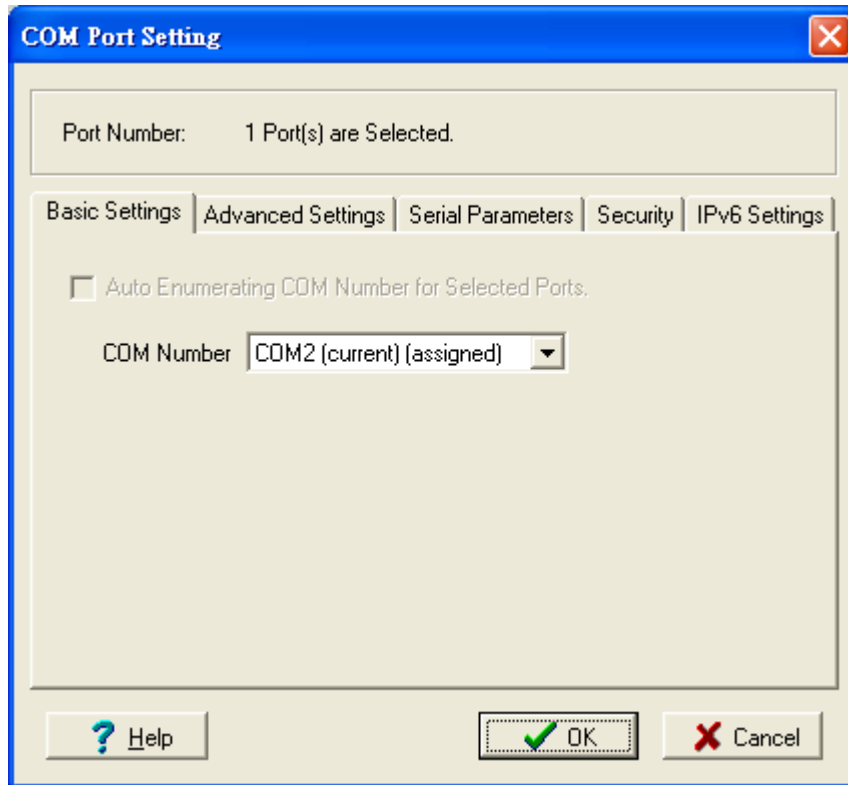 COM Port Setting
Port Number: 1 Port(s) are Selected.
Basic Settings Advanced Settings Serial Parameters Security IPv6 Settings
Auto Enumerating COM Number for Selected Ports.
COM Number COM2 (current) (assigned)
Help OK Cancel